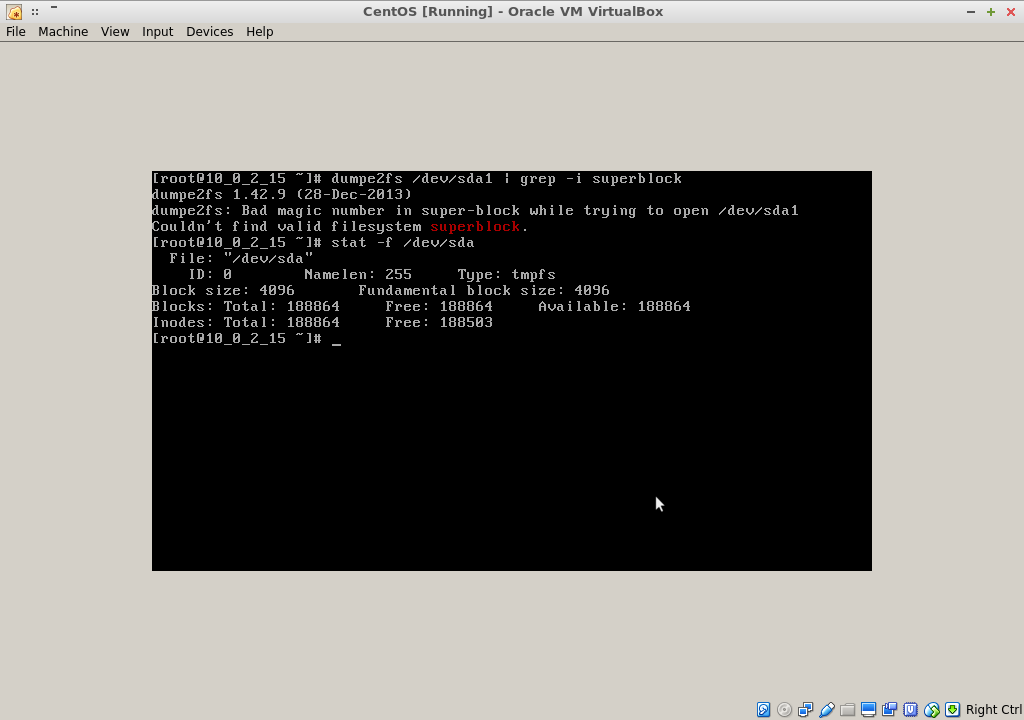 CentOS [Running] - Oracle VM VirtualBox
File Machine View Input Devices Help
[root@10_0_2_15 ~]# dumpe2fs /dev/sda1 | grep -i superblock
dumpe2fs 1.42.9 (28-Dec-2013)
dumpe2fs: Bad magic number in super-block while trying to open /dev/sda1
Couldn't find valid filesystem superblock.
[root@10_0_2_15 ~]# stat -f /dev/sda
  File: "/dev/sda"
    ID: 0        Namelen: 255     Type: tmpfs
Block size: 4096       Fundamental block size: 4096
Blocks: Total: 188864     Free: 188864     Available: 188864
Inodes: Total: 188864     Free: 188503
[root@10_0_2_15 ~]# _
Right Ctrl